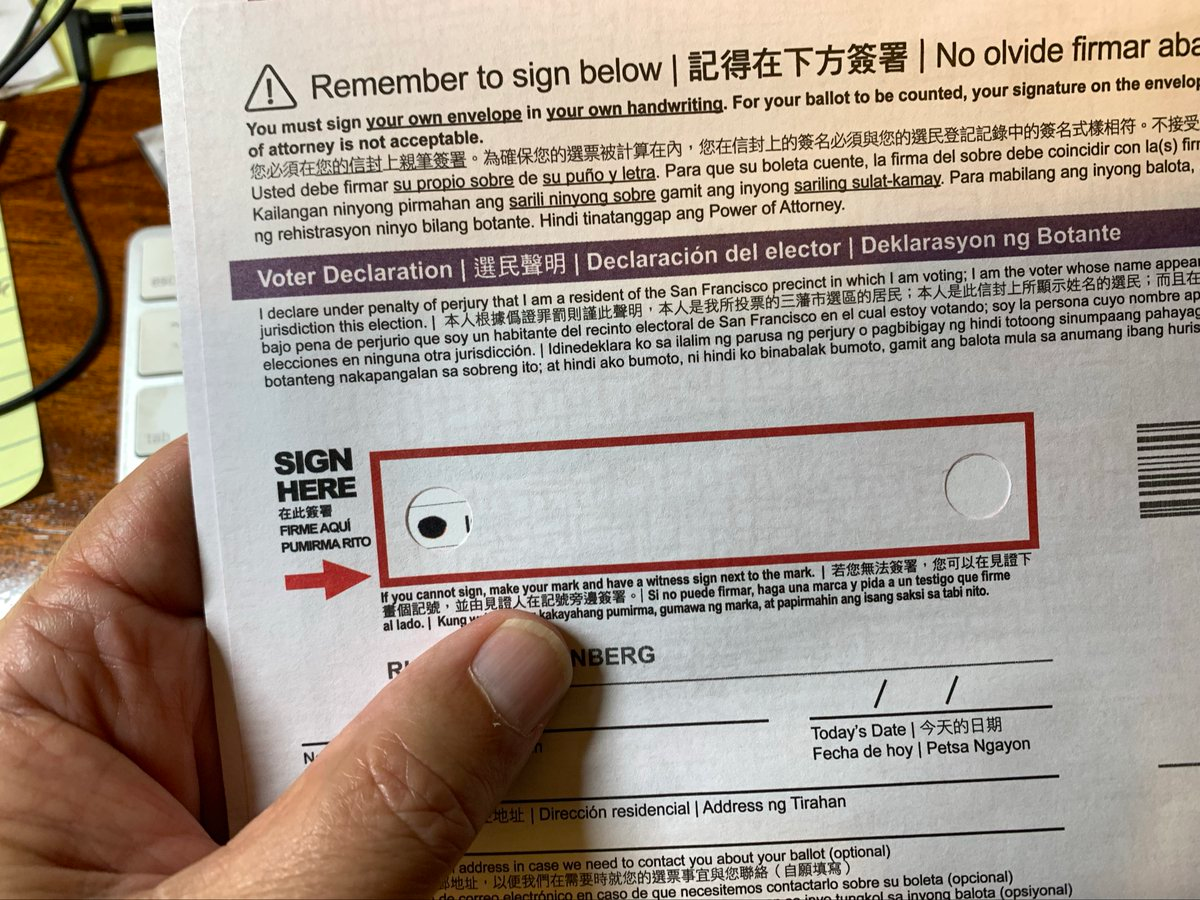 Remember to sign below | 記得在下方簽署 | No olvide firmar aba
You must sign your own envelope in your own handwriting. For your ballot to be counted, your signature on the envelop
of attorney is not acceptable.
您必須在您的信封上親筆簽署。為確保您的選票被計算在內，您在信封上的簽名必須與您的選民登記記錄中的簽名式樣相符。不接受
Usted debe firmar su propio sobre de su puño y letra. Para que su boleta cuente, la firma del sobre debe coincidir con la(s) firm
Kailangan ninyong pirmahan ang sarili ninyong sobre gamit ang inyong sariling sulat-kamay. Para mabilang ang inyong balota,
ng rehistrasyon ninyo bilang botante. Hindi tinatanggap ang Power of Attorney.
Voter Declaration | 選民聲明 | Declaración del elector | Deklarasyon ng Botante
I declare under penalty of perjury that I am a resident of the San Francisco precinct in which I am voting; I am the voter whose name appear
jurisdiction this election. | 本人根據偽證罪罰則謹此聲明，本人是我所投票的三藩市選區的居民；本人是此信封上所顯示姓名的選民；而且在
bajo pena de perjurio que soy un habitante del recinto electoral de San Francisco en el cual estoy votando; soy la persona cuyo nombre ap
elecciones en ninguna otra jurisdicción. | Idinedeklara ko sa ilalim ng parusa ng perjury o pagbibigay ng hindi totoong sinumpaang pahayag
botanteng nakapangalan sa sobreng ito; at hindi ako bumoto, ni hindi ko binabalak bumoto, gamit ang balota mula sa anumang ibang huris
SIGN
HERE
在此簽署
FIRME AQUÍ
PUMIRMA RITO
If you cannot sign, make your mark and have a witness sign next to the mark. | 若您無法簽署，您可以在見證下
畫個記號，並由見證人在記號旁邊簽署。| Si no puede firmar, haga una marca y pida a un testigo que firme
al lado. | Kung kakayahang pumirma, gumawa ng marka, at papirmahin ang isang saksi sa tabi nito.
NBERG
/ /
Today's Date | 今天的日期
Fecha de hoy | Petsa Ngayon
地址 | Dirección residencial | Address ng Tirahan
address in case we need to contact you about your ballot (optional)
地址，以便我們在需要時就您的選票事宜與您聯絡（自願填寫）
correo electrónico en caso de que necesitemos contactarlo sobre su boleta (opcional)
tungkol sa inyong balota (opsiyonal)
esc
tab